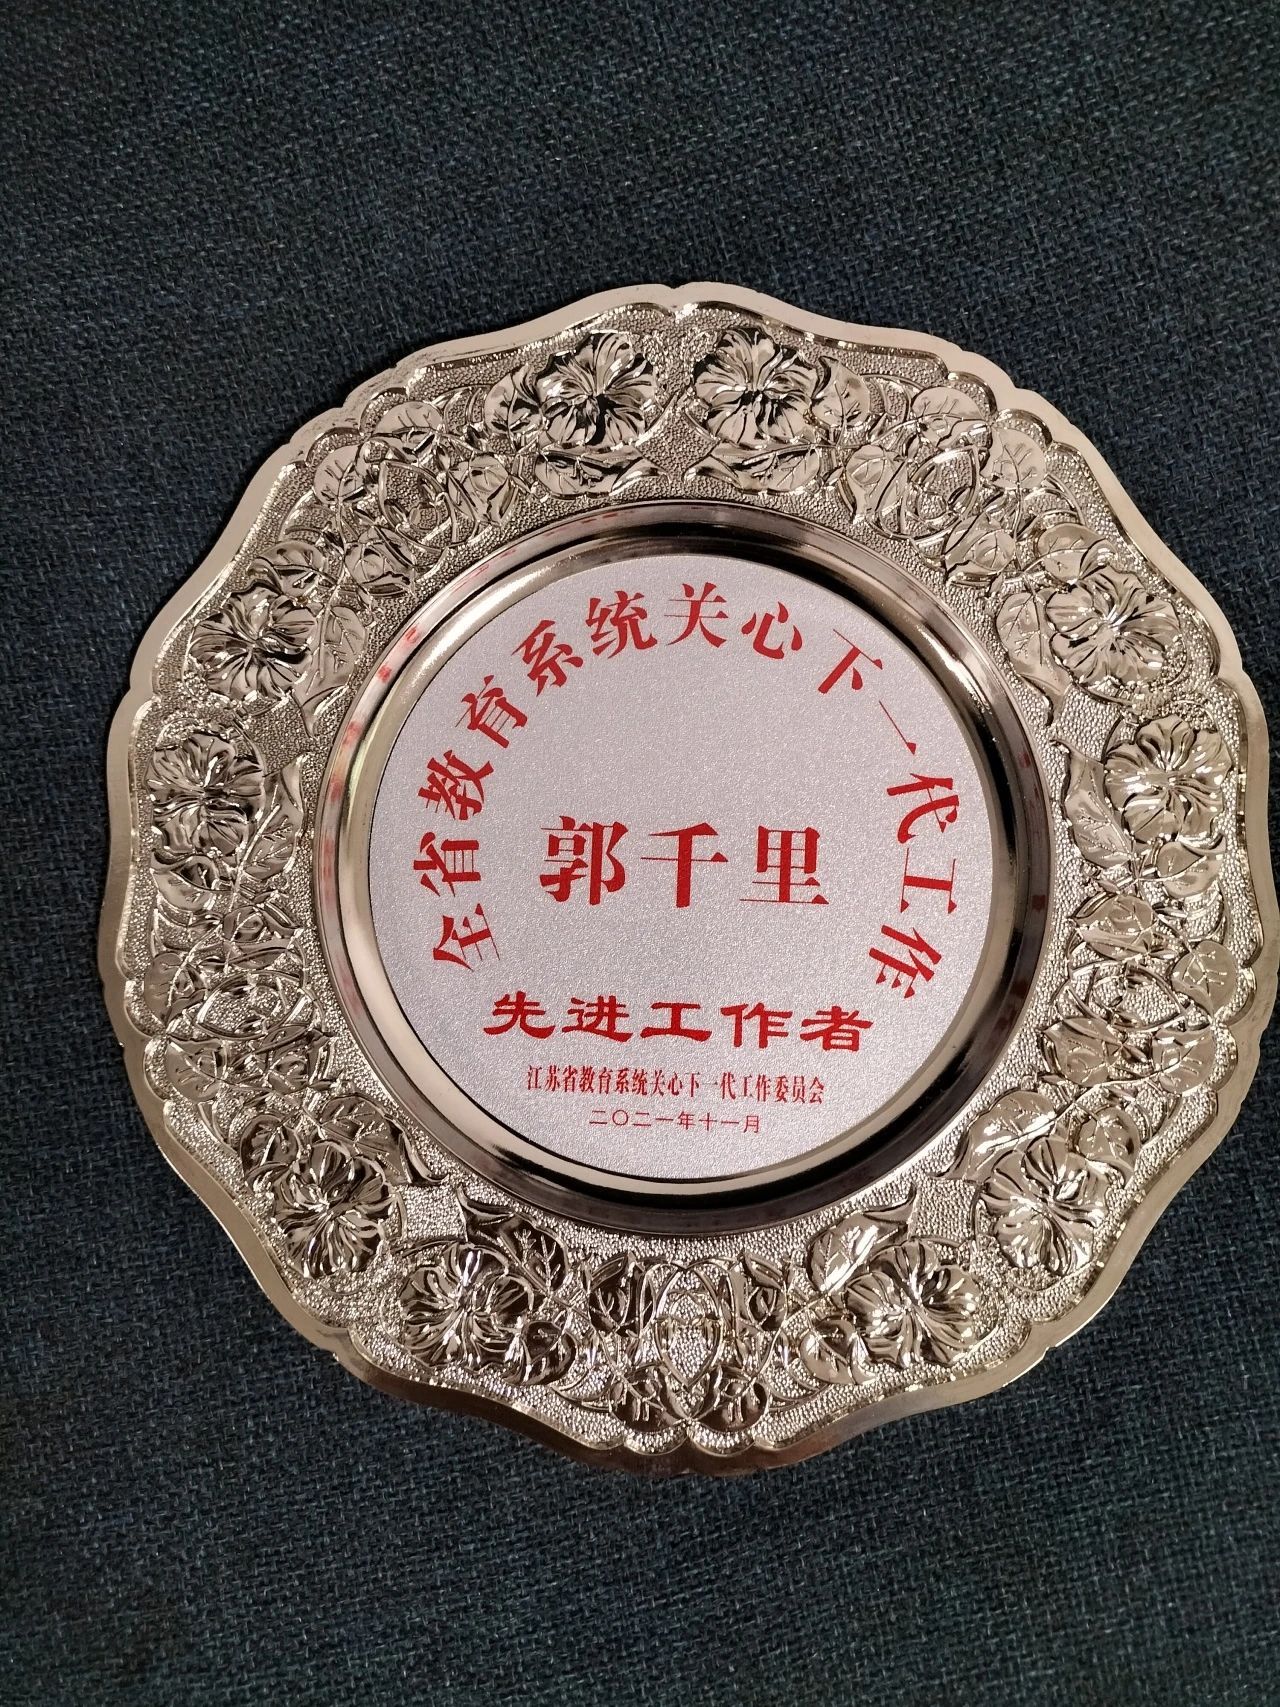 全省教育系统关心下一代工作
郭千里
先进工作者
江苏省教育系统关心下一代工作委员会
二〇二一年十一月